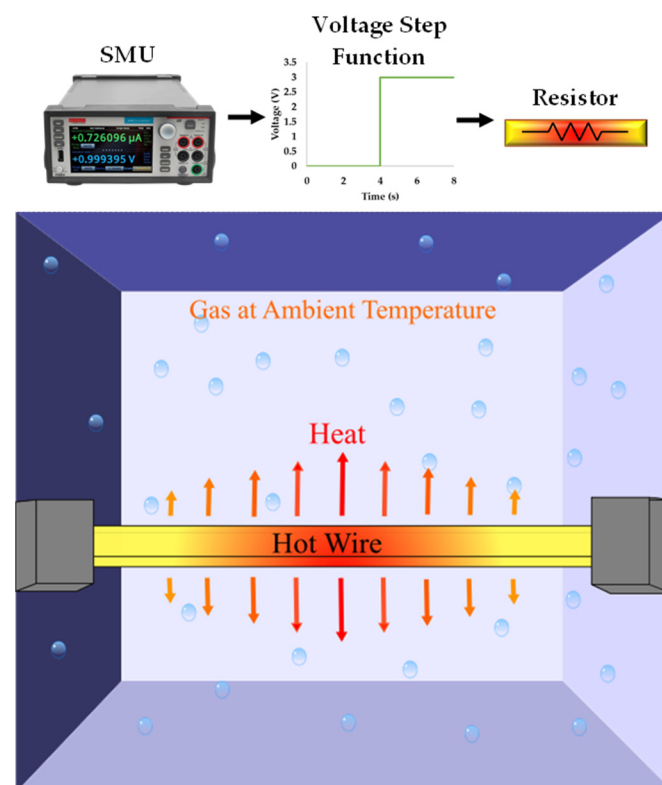 SMU
Voltage Step
Function
Resistor
+0.726096 μA
+0.999395 V
Voltage (V)
3.5
3
2.5
2
1.5
1
0.5
0
0 2 4 6 8
Time (s)
Gas at Ambient Temperature
Heat
Hot Wire